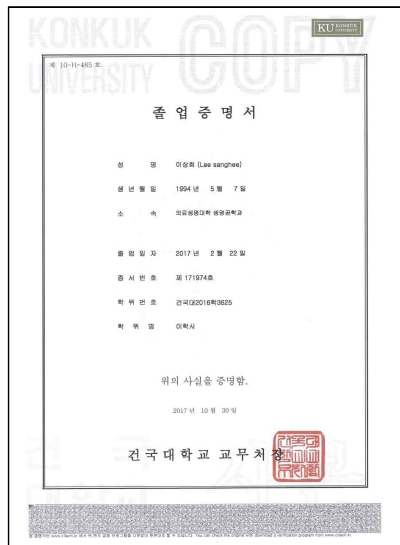 KU KONKUK UNIVERSITY
KONKUK UNIVERSITY
COPY
제 10-11-465 호
졸 업 증 명 서
성 명 이상희 (Lee sanghee)
생 년 월 일 1994 년 5 월 7 일
소 속 의료생명대학 생명공학과
졸 업 일 자 2017 년 2 월 22 일
증 서 번 호 제 171974호
학 위 번 호 건국대2016학3625
학 위 명 이학사
위의 사실을 증명함.
2017 년 10 월 30 일
건 국 대 학 교 교 무 처 장